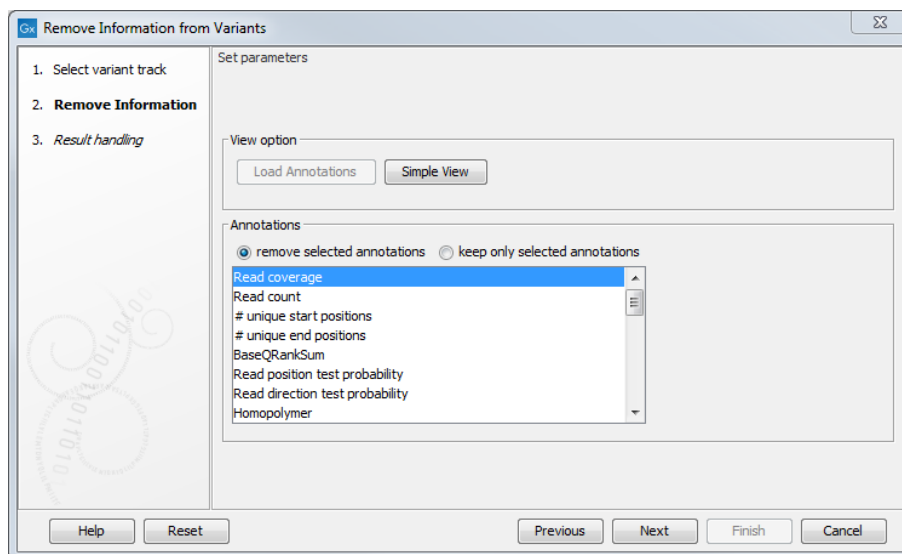 Gx Remove Information from Variants
1. Select variant track
2. Remove Information
3. Result handling
Set parameters
View option
Load Annotations Simple View
Annotations
remove selected annotations keep only selected annotations
Read coverage
Read count
# unique start positions
# unique end positions
BaseQRankSum
Read position test probability
Read direction test probability
Homopolymer
Help Reset Previous Next Finish Cancel